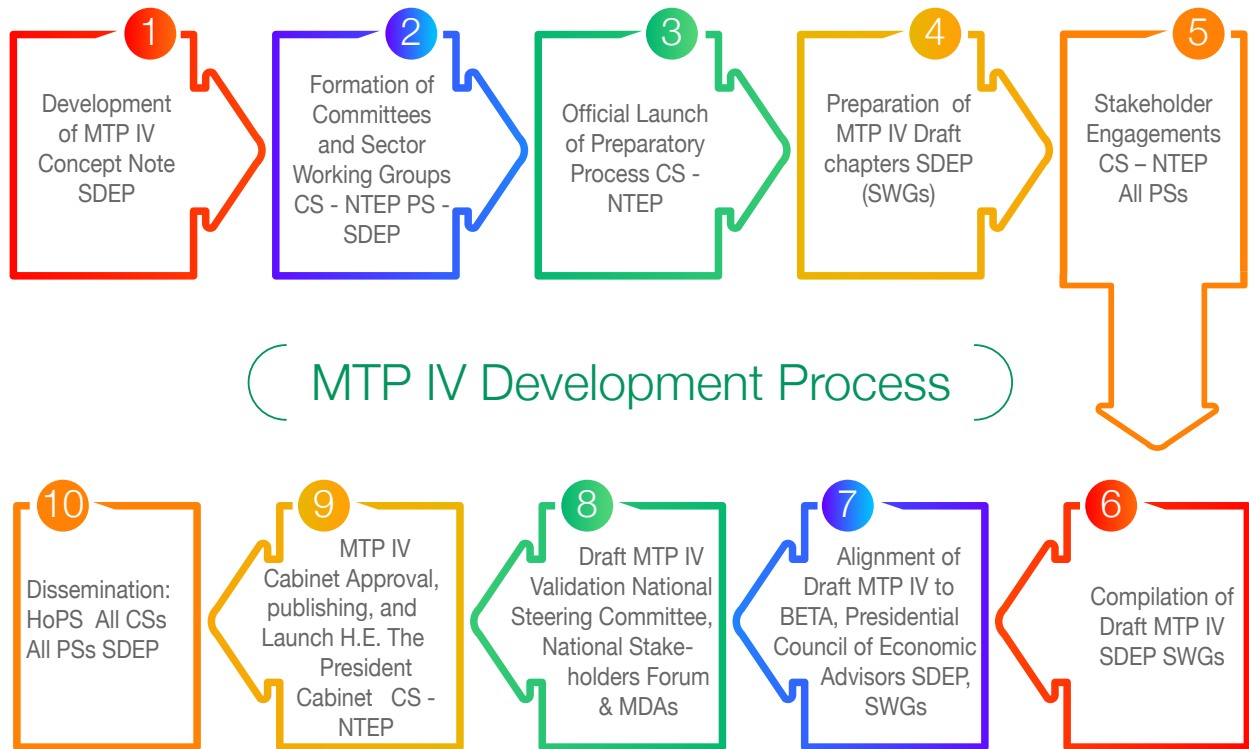 1
Development
of MTP IV
Concept Note
SDEP
2
Formation of
Committees
and Sector
Working Groups
CS - NTEP PS -
SDEP
3
Official Launch
of Preparatory
Process CS -
NTEP
4
Preparation of
MTP IV Draft
chapters SDEP
(SWGs)
5
Stakeholder
Engagements
CS – NTEP
All PSs
MTP IV Development Process
6
Compilation of
Draft MTP IV
SDEP SWGs
7
Alignment of
Draft MTP IV to
BETA, Presidential
Council of Economic
Advisors SDEP,
SWGs
8
Draft MTP IV
Validation National
Steering Committee,
National Stake-
holders Forum
& MDAs
9
MTP IV
Cabinet Approval,
publishing, and
Launch H.E. The
President
Cabinet CS -
NTEP
10
Dissemination:
HoPS All CSs
All PSs SDEP